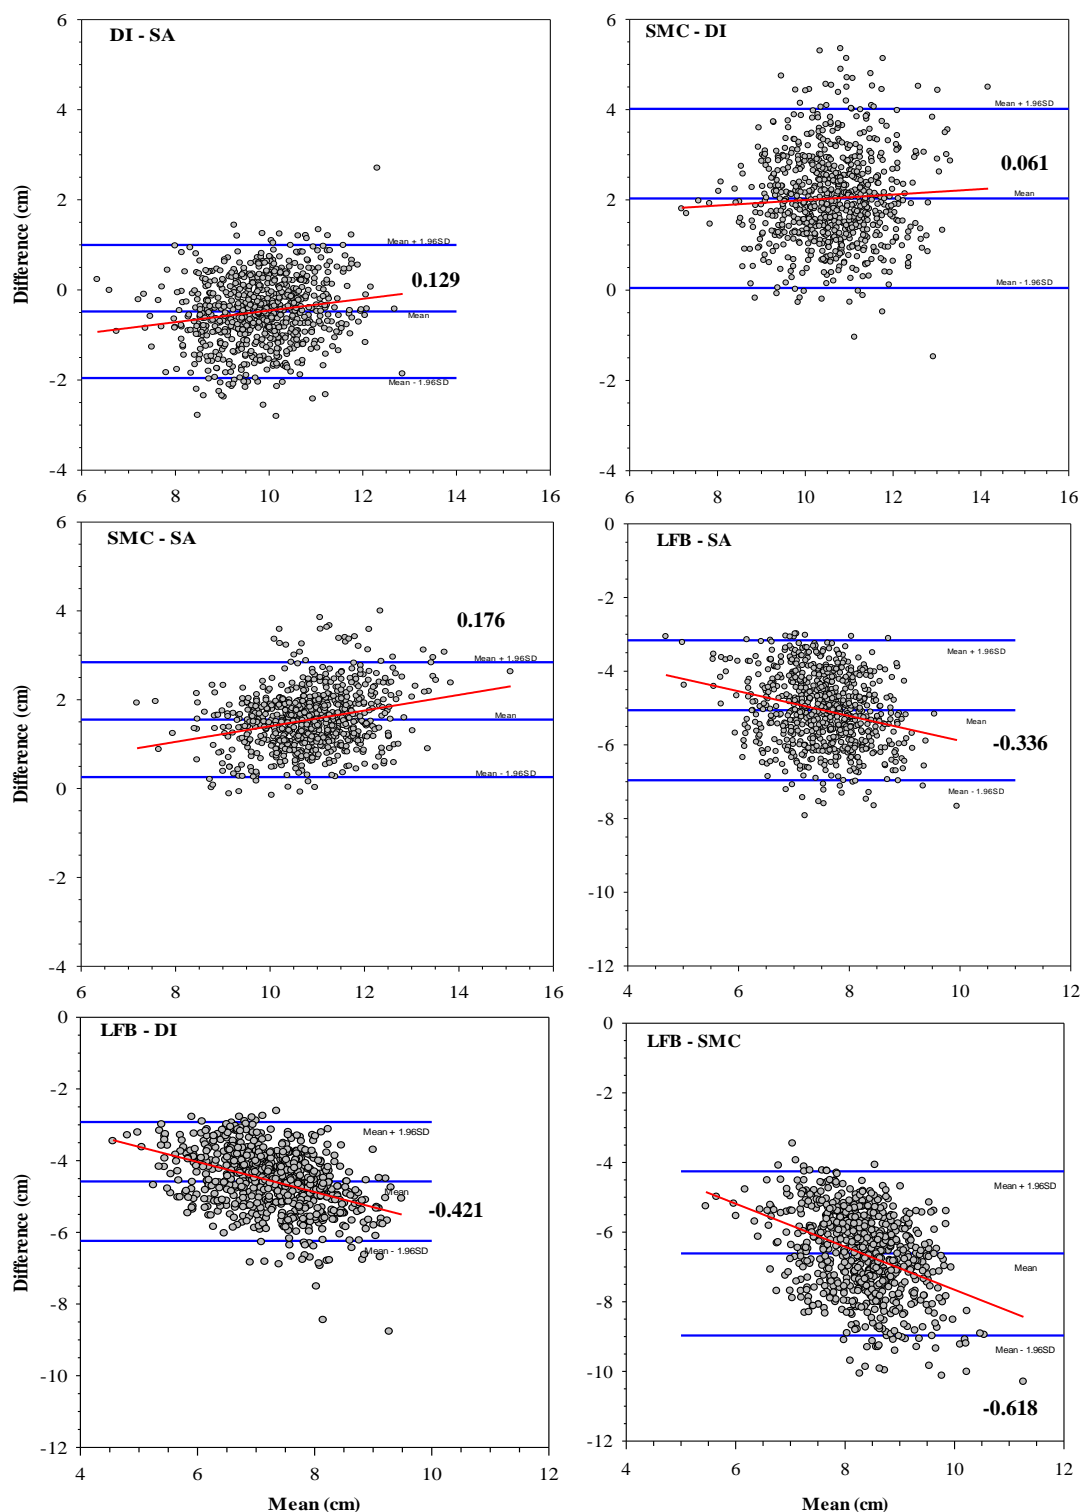 DI - SA
6
4
2
0
-2
-4
Difference (cm)
Mean + 1.96SD
0.129
Mean
Mean - 1.96SD
6 8 10 12 14 16
SMC - DI
6
4
2
0
-2
-4
Mean + 1.96SD
0.061
Mean
Mean - 1.96SD
6 8 10 12 14 16
SMC - SA
6
4
2
0
-2
-4
Difference (cm)
0.176
Mean + 1.96SD
Mean
Mean - 1.96SD
6 8 10 12 14 16
LFB - SA
0
-2
-4
-6
-8
-10
-12
Mean + 1.96SD
Mean
-0.336
Mean - 1.96SD
4 6 8 10 12
LFB - DI
0
-2
-4
-6
-8
-10
-12
Difference (cm)
Mean + 1.96SD
Mean
-0.421
Mean - 1.96SD
4 6 8 10 12
Mean (cm)
LFB - SMC
0
-2
-4
-6
-8
-10
-12
Mean + 1.96SD
Mean
Mean - 1.96SD
-0.618
4 6 8 10 12
Mean (cm)